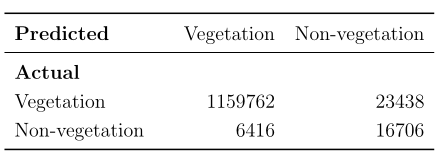 Predicted Vegetation Non-vegetation
Actual
Vegetation 1159762 23438
Non-vegetation 6416 16706